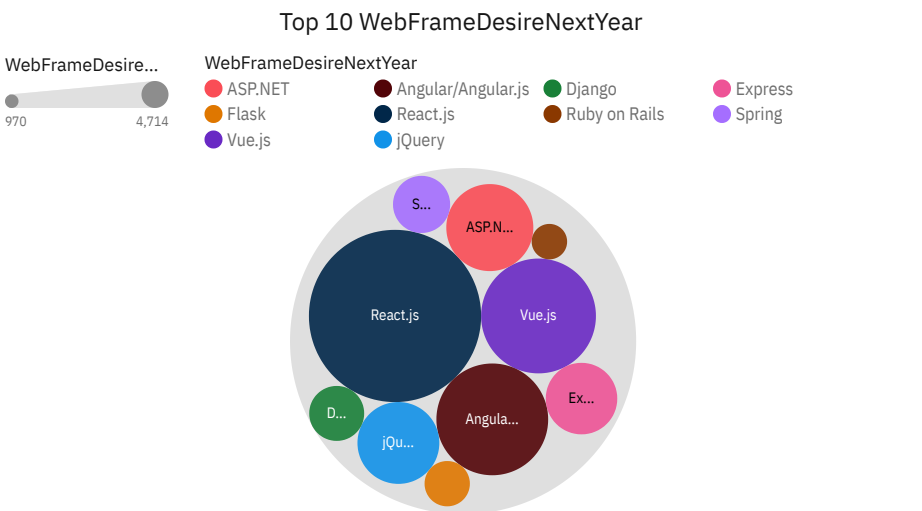 Top 10 WebFrameDesireNextYear
WebFrameDesire...
970
4,714
WebFrameDesireNextYear
ASP.NET
Angular/Angular.js
Django
Express
Flask
React.js
Ruby on Rails
Spring
Vue.js
jQuery
S...
ASP.N...
React.js
Vue.js
Ex...
D...
Angula...
jQu...